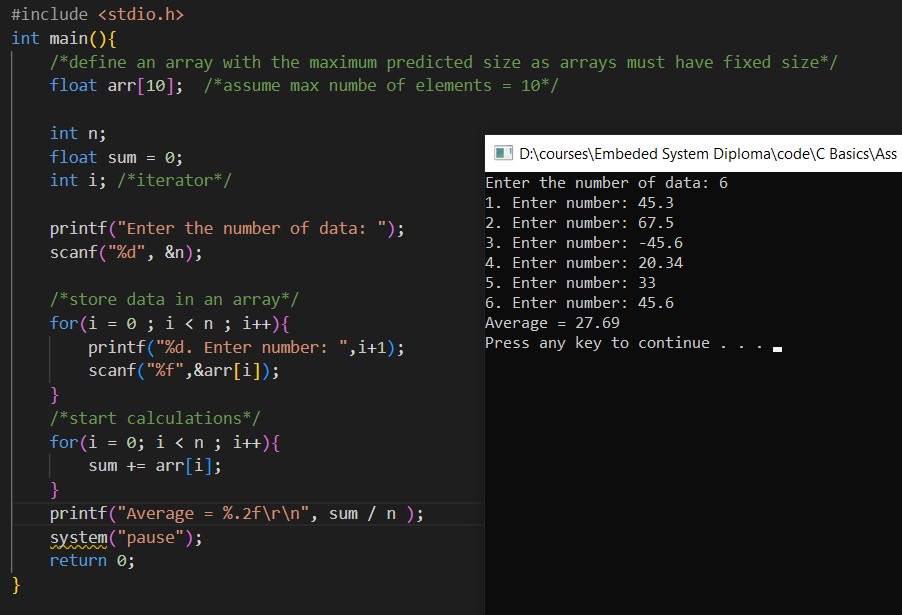 #include <stdio.h>
int main(){
/*define an array with the maximum predicted size as arrays must have fixed size*/
float arr[10];  /*assume max numbe of elements = 10*/
int n;
float sum = 0;
int i; /*iterator*/
printf("Enter the number of data: ");
scanf("%d", &n);
/*store data in an array*/
for(i = 0 ; i < n ; i++){
printf("%d. Enter number: ",i+1);
scanf("%f",&arr[i]);
}
/*start calculations*/
for(i = 0; i < n ; i++){
sum += arr[i];
}
printf("Average = %.2f\r\n", sum / n );
system("pause");
return 0;
}
D:\courses\Embeded System Diploma\code\C Basics\Ass
Enter the number of data: 6
1. Enter number: 45.3
2. Enter number: 67.5
3. Enter number: -45.6
4. Enter number: 20.34
5. Enter number: 33
6. Enter number: 45.6
Average = 27.69
Press any key to continue . . .